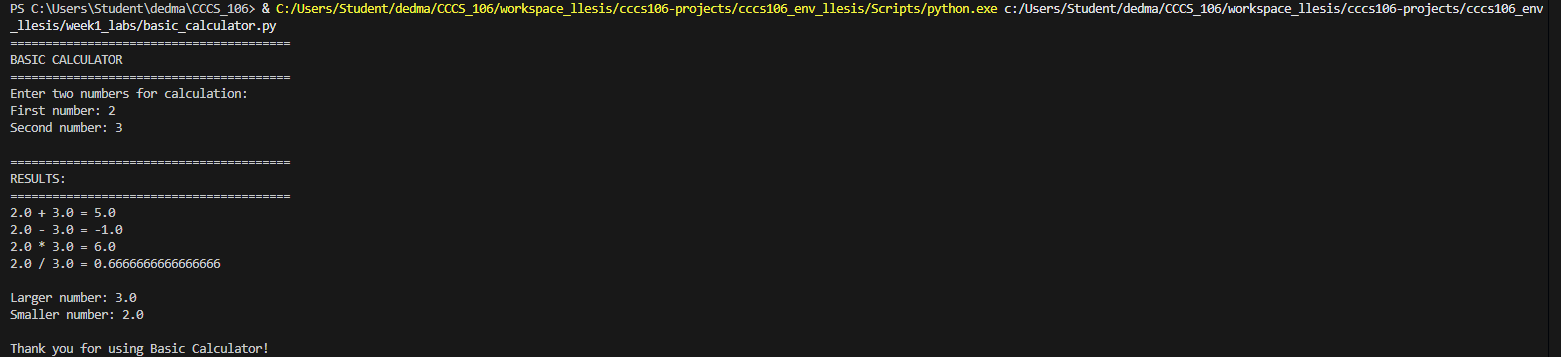 PS C:\Users\Student\dedma\CCCS_106> & C:/Users/Student/dedma/CCCS_106/workspace_llesis/cccs106-projects/cccs106_env_llesis/Scripts/python.exe c:/Users/Student/dedma/CCCS_106/workspace_llesis/cccs106-projects/cccs106_env
_llesis/week1_labs/basic_calculator.py
========================================
BASIC CALCULATOR
========================================
Enter two numbers for calculation:
First number: 2
Second number: 3
========================================
RESULTS:
========================================
2.0 + 3.0 = 5.0
2.0 - 3.0 = -1.0
2.0 * 3.0 = 6.0
2.0 / 3.0 = 0.6666666666666666
Larger number: 3.0
Smaller number: 2.0
Thank you for using Basic Calculator!